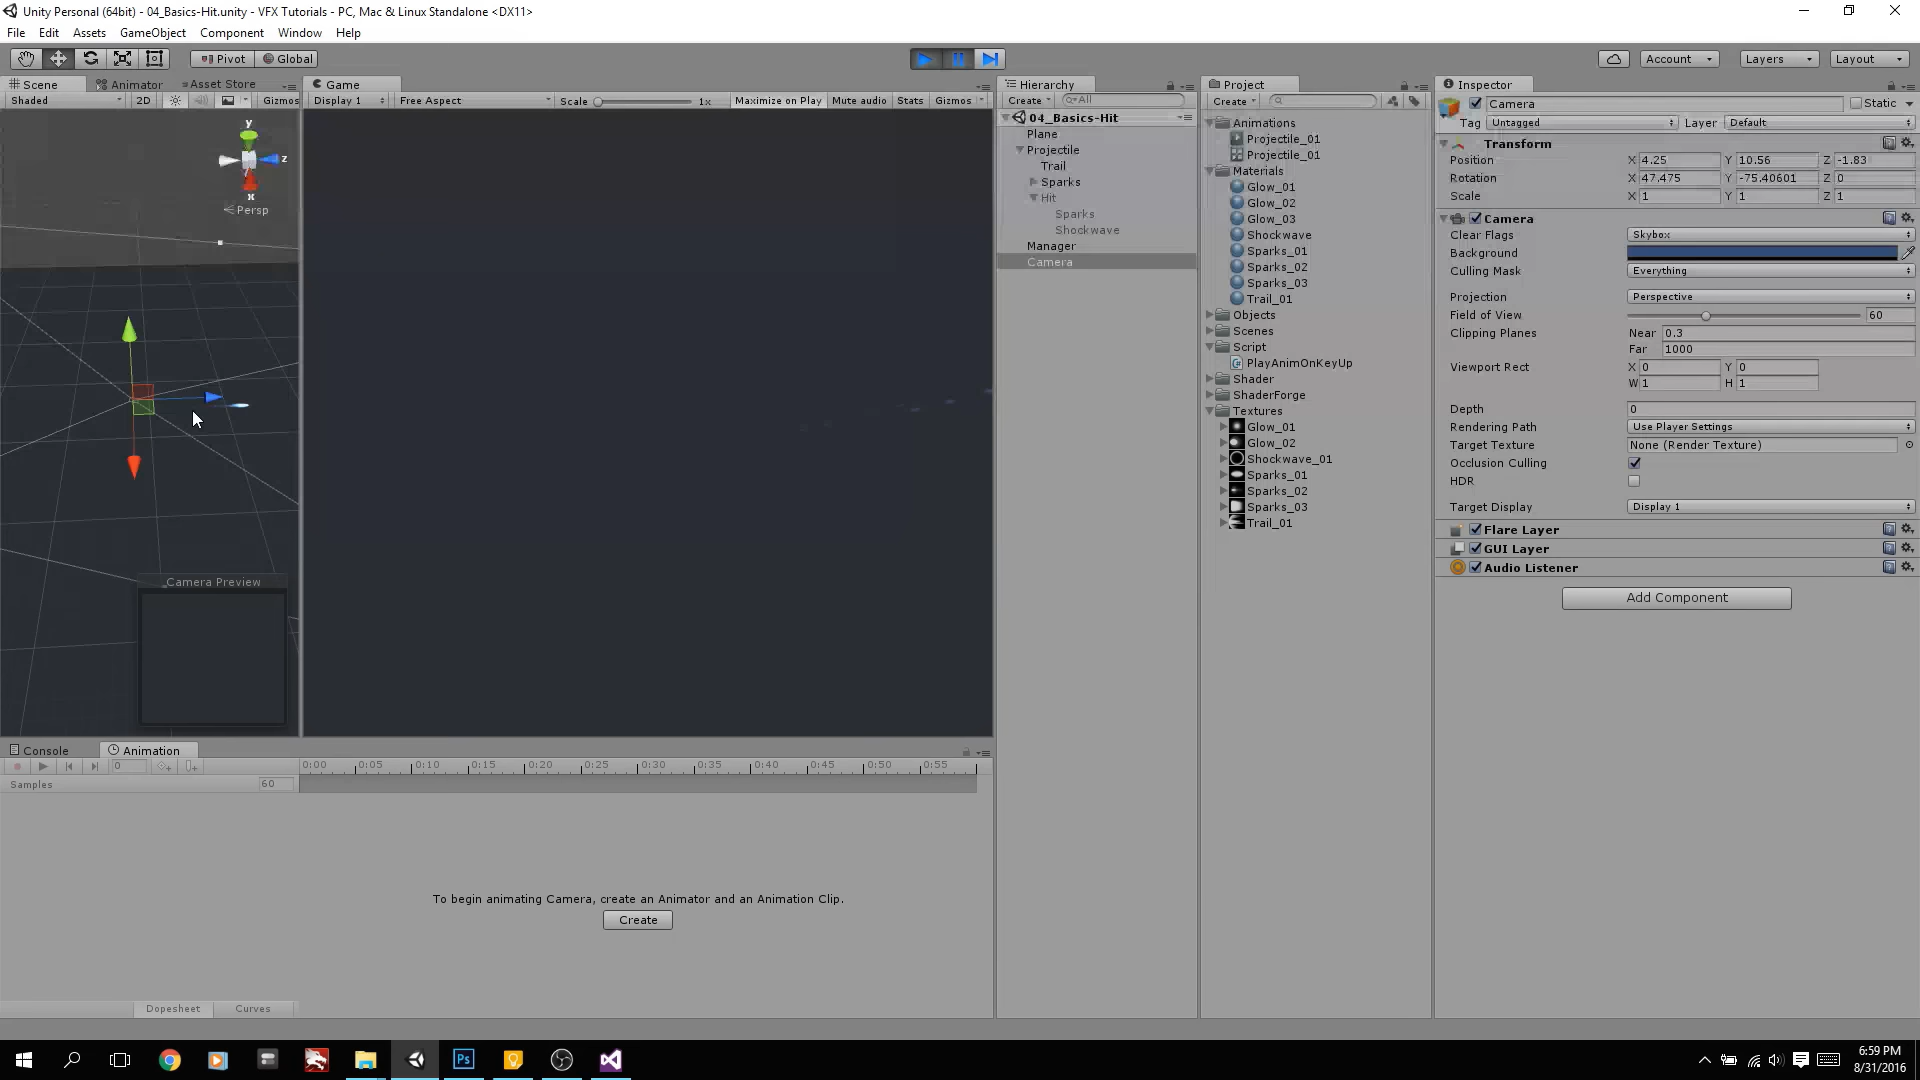 Unity Personal (64bit) - 04_Basics-Hit.unity - VFX Tutorials - PC, Mac & Linux Standalone <DX11>
File Edit Assets GameObject Component Window Help
Pivot Global Account Layers Layout
Scene Animator Asset Store
Shaded 2D Gizmos
y
z
x
Persp
Camera Preview
Game
Display 1 Free Aspect Scale 1x Maximize on Play Mute audio Stats Gizmos
Hierarchy
Create All
04_Basics-Hit
Plane
Projectile
Trail
Sparks
Hit
Sparks
Shockwave
Manager
Camera
Project
Create
Animations
Projectile_01
Projectile_01
Materials
Glow_01
Glow_02
Glow_03
Shockwave
Sparks_01
Sparks_02
Sparks_03
Trail_01
Objects
Scenes
Script
PlayAnimOnKeyUp
Shader
ShaderForge
Textures
Glow_01
Glow_02
Shockwave_01
Sparks_01
Sparks_02
Sparks_03
Trail_01
Inspector
Camera Static
Tag Untagged Layer Default
Transform
Position X 4.25 Y 10.56 Z -1.83
Rotation X 47.475 Y -75.40601 Z 0
Scale X 1 Y 1 Z 1
Camera
Clear Flags Skybox
Background
Culling Mask Everything
Projection Perspective
Field of View 60
Clipping Planes Near 0.3
Far 1000
Viewport Rect X 0 Y 0
W 1 H 1
Depth 0
Rendering Path Use Player Settings
Target Texture None (Render Texture)
Occlusion Culling
HDR
Target Display Display 1
Flare Layer
GUI Layer
Audio Listener
Add Component
Console Animation
0 0:00 0:05 0:10 0:15 0:20 0:25 0:30 0:35 0:40 0:45 0:50 0:55
Samples 60
To begin animating Camera, create an Animator and an Animation Clip.
Create
Dopesheet Curves
Ps
6:59 PM
8/31/2016